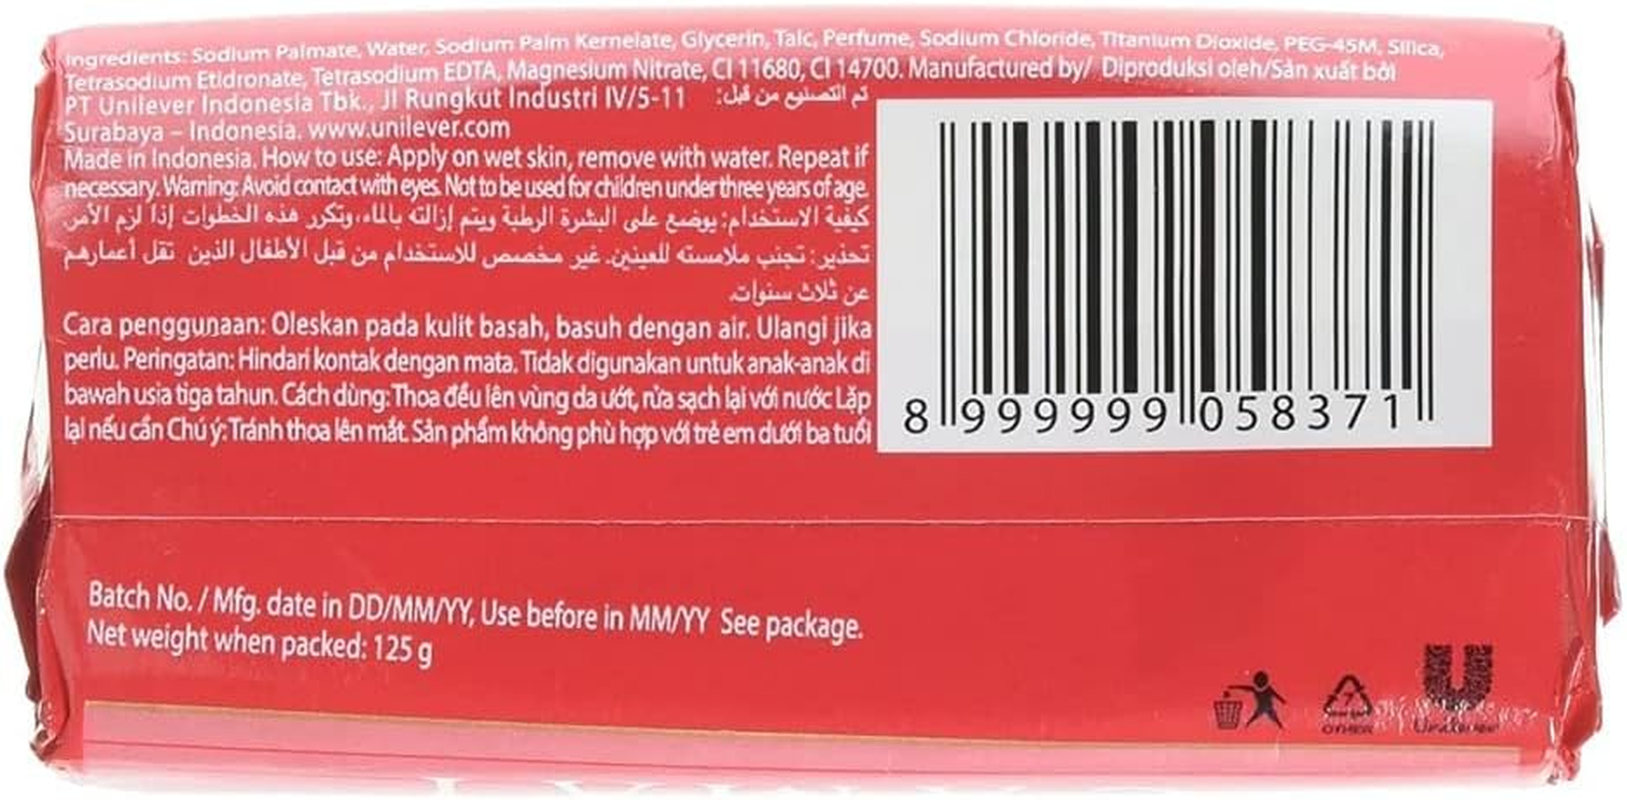 Ingredients: Sodium Palmate, Water, Sodium Palm Kernelate, Glycerin, Talc, Perfume, Sodium Chloride, Titanium Dioxide, PEG-45M, Silica,
Tetrasodium Etidronate, Tetrasodium EDTA, Magnesium Nitrate, CI 11680, CI 14700. Manufactured by/ Diproduksi oleh/Sản xuất bởi
PT Unilever Indonesia Tbk., Jl Rungkut Industri IV/5-11 تم التصنيع من قبل:
Surabaya – Indonesia. www.unilever.com
Made in Indonesia. How to use: Apply on wet skin, remove with water. Repeat if
necessary. Warning: Avoid contact with eyes. Not to be used for children under three years of age.
كيفية الاستخدام: يوضع على البشرة الرطبة ويتم إزالته بالماء، وتكرر هذه الخطوات إذا لزم الأمر.
تحذير: تجنب ملامسته للعينين. غير مخصص للاستخدام من قبل الأطفال الذين تقل أعمارهم
عن ثلاث سنوات.
Cara penggunaan: Oleskan pada kulit basah, basuh dengan air. Ulangi jika
perlu. Peringatan: Hindari kontak dengan mata. Tidak digunakan untuk anak-anak di
bawah usia tiga tahun. Cách dùng: Thoa đều lên vùng da ướt, rửa sạch lại với nước Lặp
lại nếu cần Chú ý: Tránh thoa lên mắt. Sản phẩm không phù hợp với trẻ em dưới ba tuổi
8 999999 058371
Batch No. / Mfg. date in DD/MM/YY, Use before in MM/YY See package.
Net weight when packed: 125 g
7
OTHER
Unilever